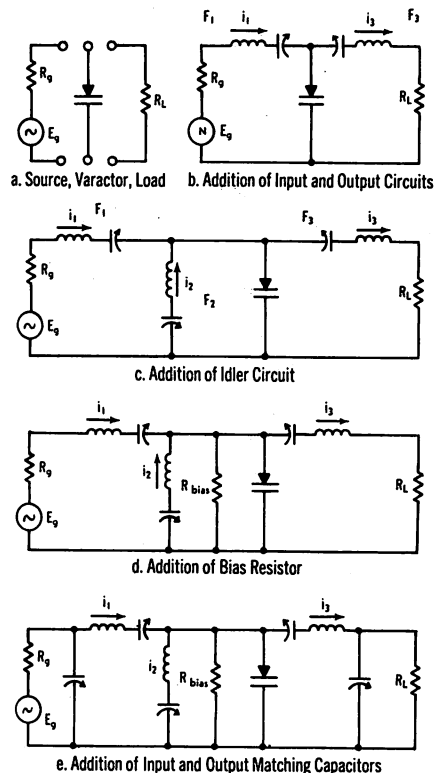 Rg
Eg
RL
a. Source, Varactor, Load
F1 i1 i3 F3
Rg
N Eg
RL
b. Addition of Input and Output Circuits
i1 F1 F3 i3
Rg
i2 F2
Eg
RL
c. Addition of Idler Circuit
i1 i3
Rg
i2 R bias
Eg
RL
d. Addition of Bias Resistor
i1 i3
Rg
i2 R bias
Eg
RL
e. Addition of Input and Output Matching Capacitors